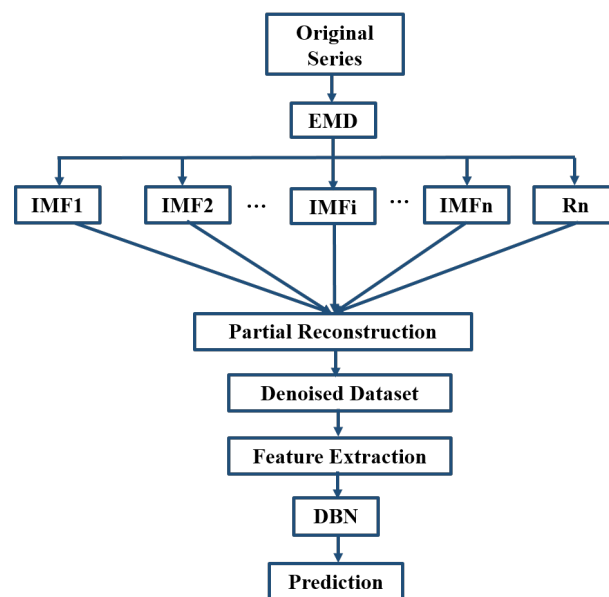 Original
Series
EMD
IMF1 IMF2 ... IMFi ... IMFn Rn
Partial Reconstruction
Denoised Dataset
Feature Extraction
DBN
Prediction